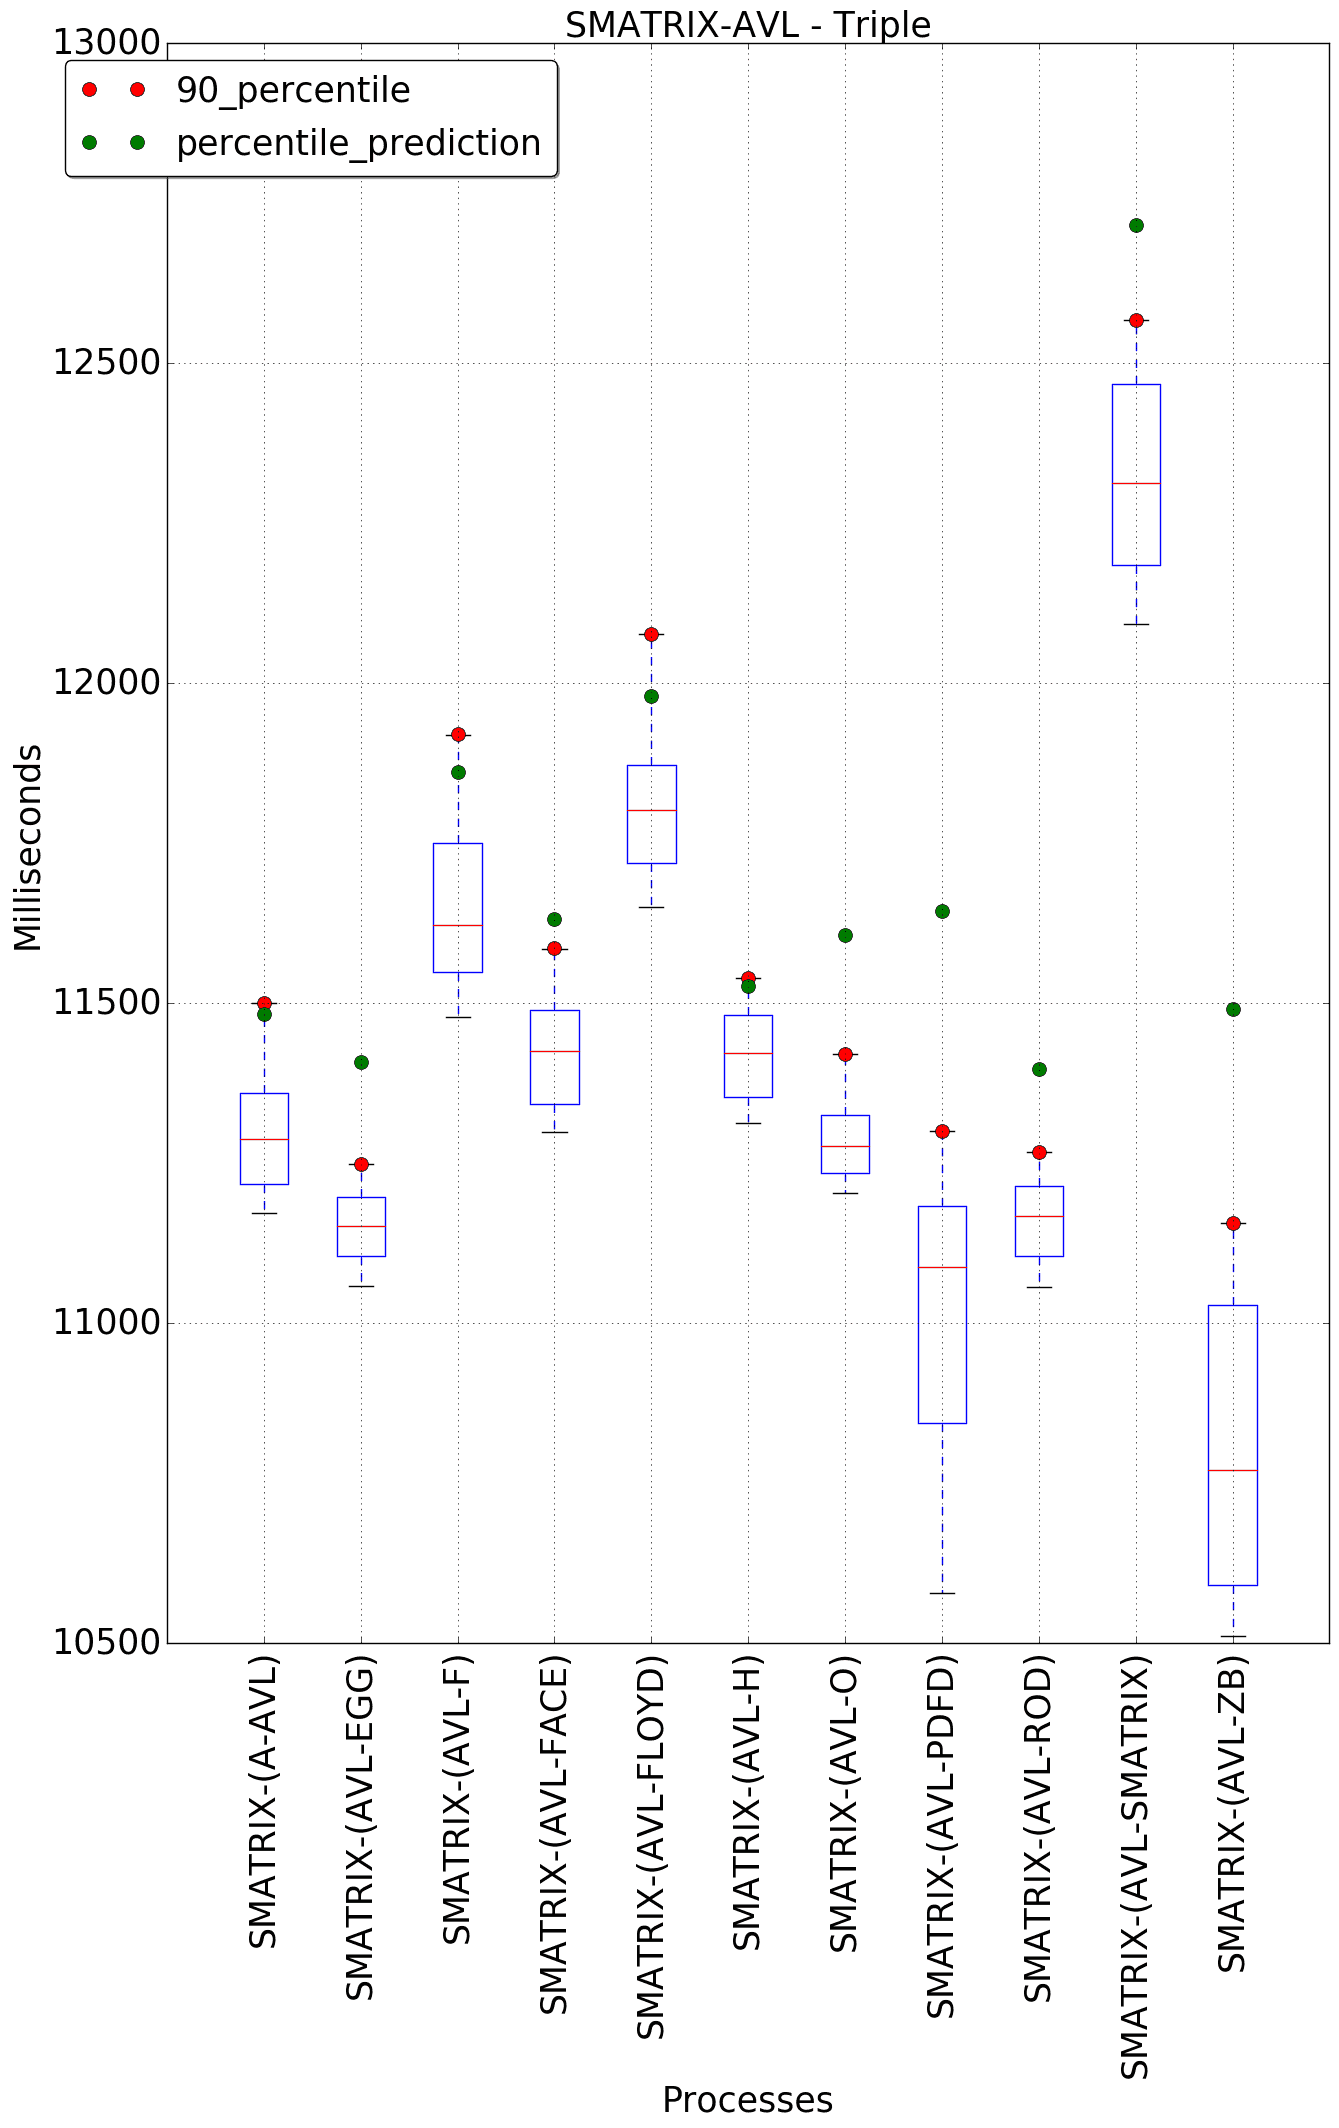 SMATRIX-AVL - Triple
13000
90_percentile
percentile_prediction
12500
12000
11500
11000
10500
Milliseconds
SMATRIX-(A-AVL)
SMATRIX-(AVL-EGG)
SMATRIX-(AVL-F)
SMATRIX-(AVL-FACE)
SMATRIX-(AVL-FLOYD)
SMATRIX-(AVL-H)
SMATRIX-(AVL-O)
SMATRIX-(AVL-PDFD)
SMATRIX-(AVL-ROD)
SMATRIX-(AVL-SMATRIX)
SMATRIX-(AVL-ZB)
Processes